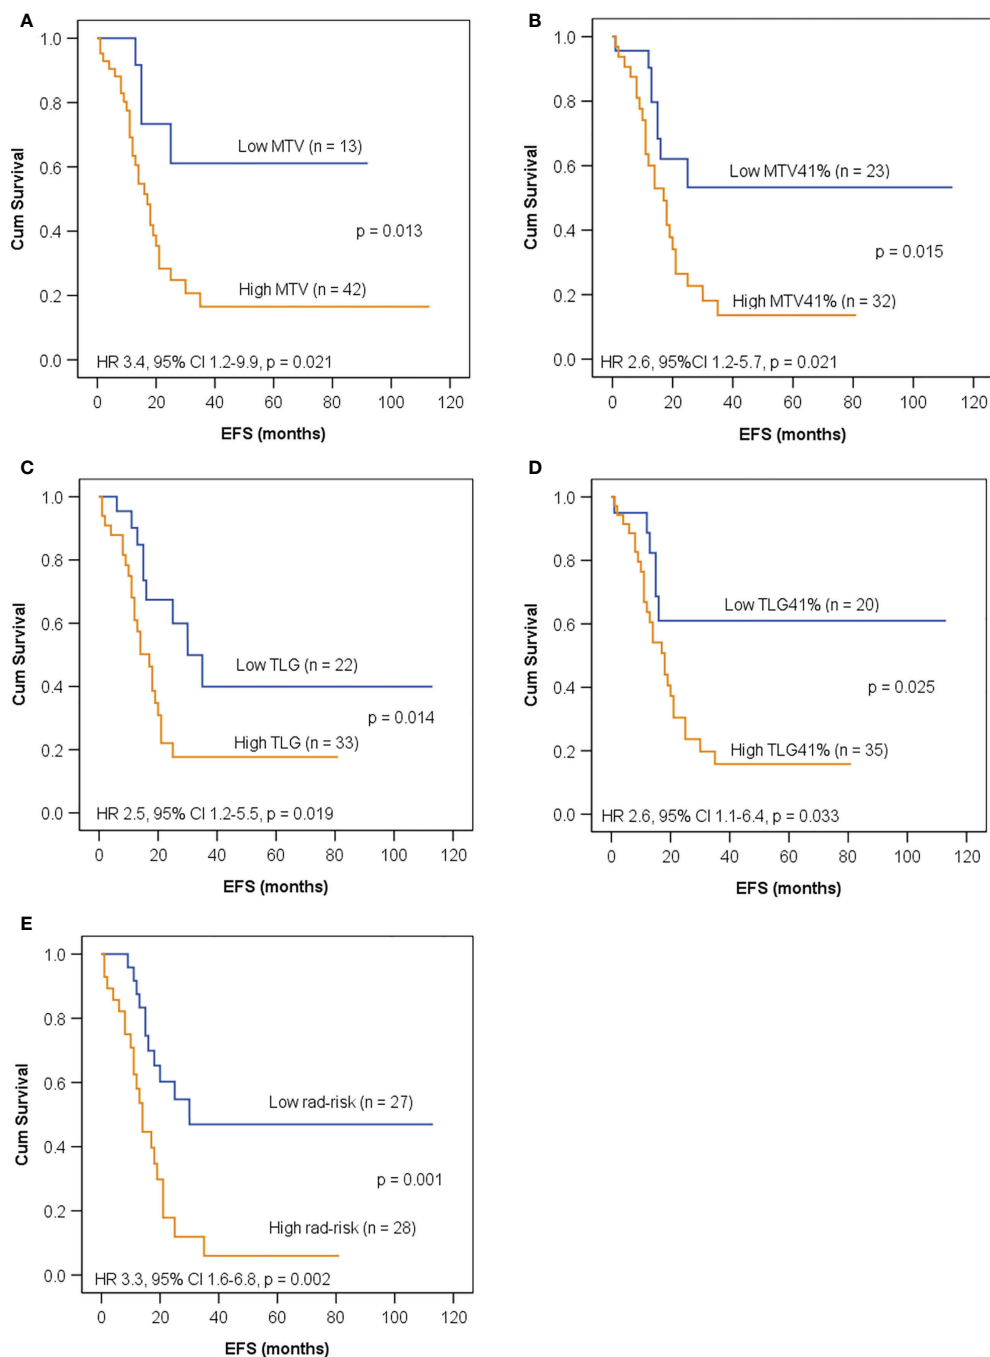 A
Cum Survival
1.0
0.8
0.6
0.4
0.2
0.0
Low MTV (n = 13)
p = 0.013
High MTV (n = 42)
HR 3.4, 95% CI 1.2-9.9, p = 0.021
0 20 40 60 80 100 120
EFS (months)
B
Cum Survival
1.0
0.8
0.6
0.4
0.2
0.0
Low MTV41% (n = 23)
p = 0.015
High MTV41% (n = 32)
HR 2.6, 95%CI 1.2-5.7, p = 0.021
0 20 40 60 80 100 120
EFS (months)
C
Cum Survival
1.0
0.8
0.6
0.4
0.2
0.0
Low TLG (n = 22)
p = 0.014
High TLG (n = 33)
HR 2.5, 95% CI 1.2-5.5, p = 0.019
0 20 40 60 80 100 120
EFS (months)
D
Cum Survival
1.0
0.8
0.6
0.4
0.2
0.0
Low TLG41% (n = 20)
p = 0.025
High TLG41% (n = 35)
HR 2.6, 95% CI 1.1-6.4, p = 0.033
0 20 40 60 80 100 120
EFS (months)
E
Cum Survival
1.0
0.8
0.6
0.4
0.2
0.0
Low rad-risk (n = 27)
p = 0.001
High rad-risk (n = 28)
HR 3.3, 95% CI 1.6-6.8, p = 0.002
0 20 40 60 80 100 120
EFS (months)